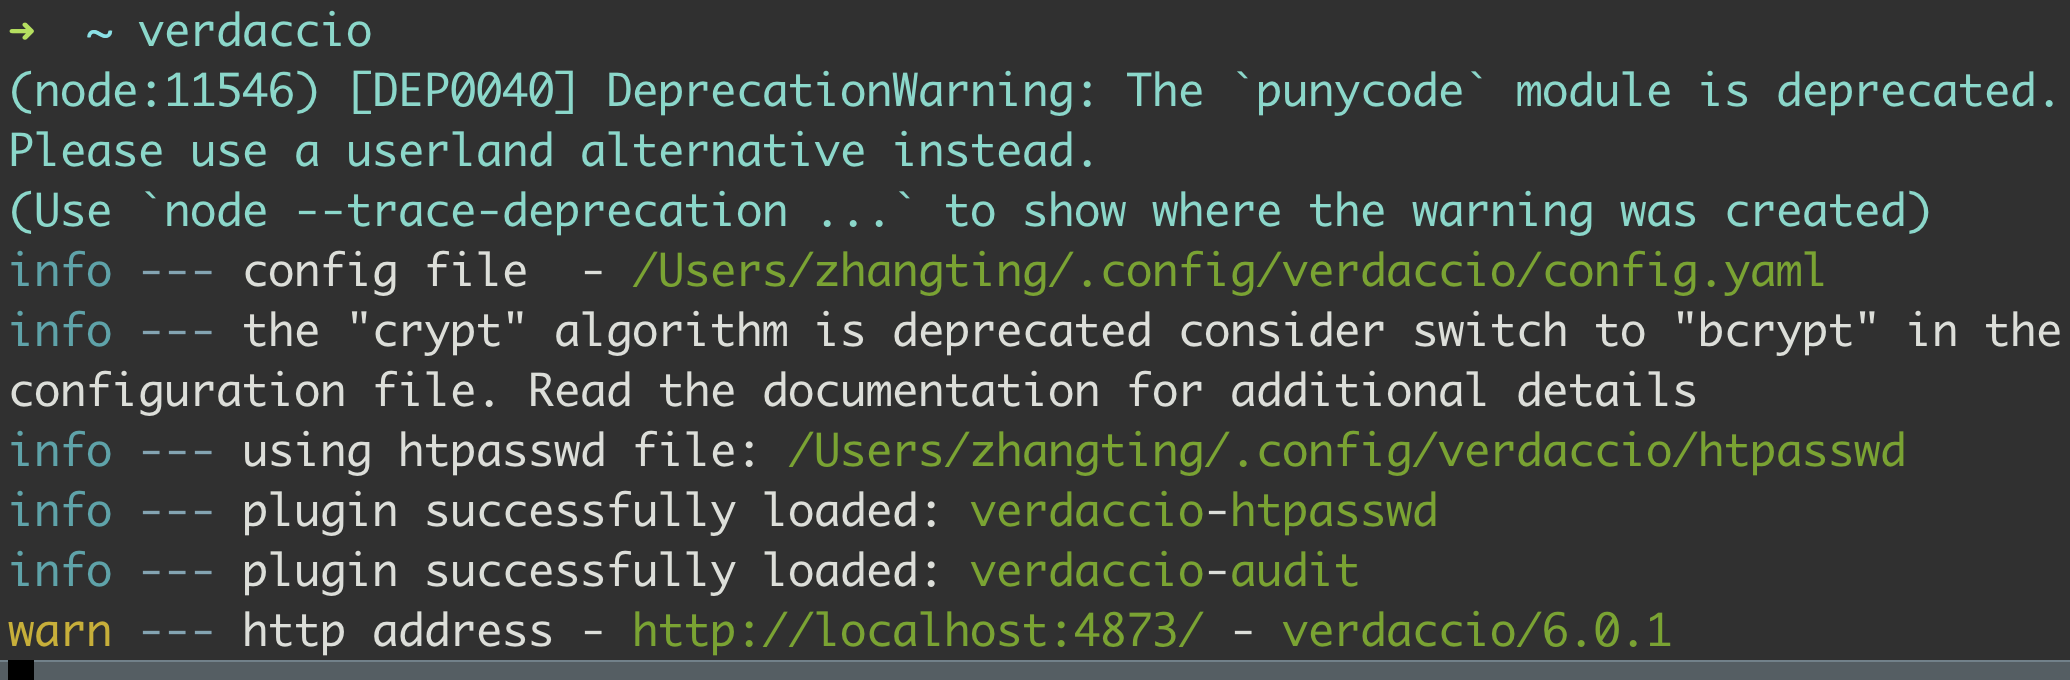 ➜  ~ verdaccio
(node:11546) [DEP0040] DeprecationWarning: The `punycode` module is deprecated.
Please use a userland alternative instead.
(Use `node --trace-deprecation ...` to show where the warning was created)
info --- config file  - /Users/zhangting/.config/verdaccio/config.yaml
info --- the "crypt" algorithm is deprecated consider switch to "bcrypt" in the
configuration file. Read the documentation for additional details
info --- using htpasswd file: /Users/zhangting/.config/verdaccio/htpasswd
info --- plugin successfully loaded: verdaccio-htpasswd
info --- plugin successfully loaded: verdaccio-audit
warn --- http address - http://localhost:4873/ - verdaccio/6.0.1